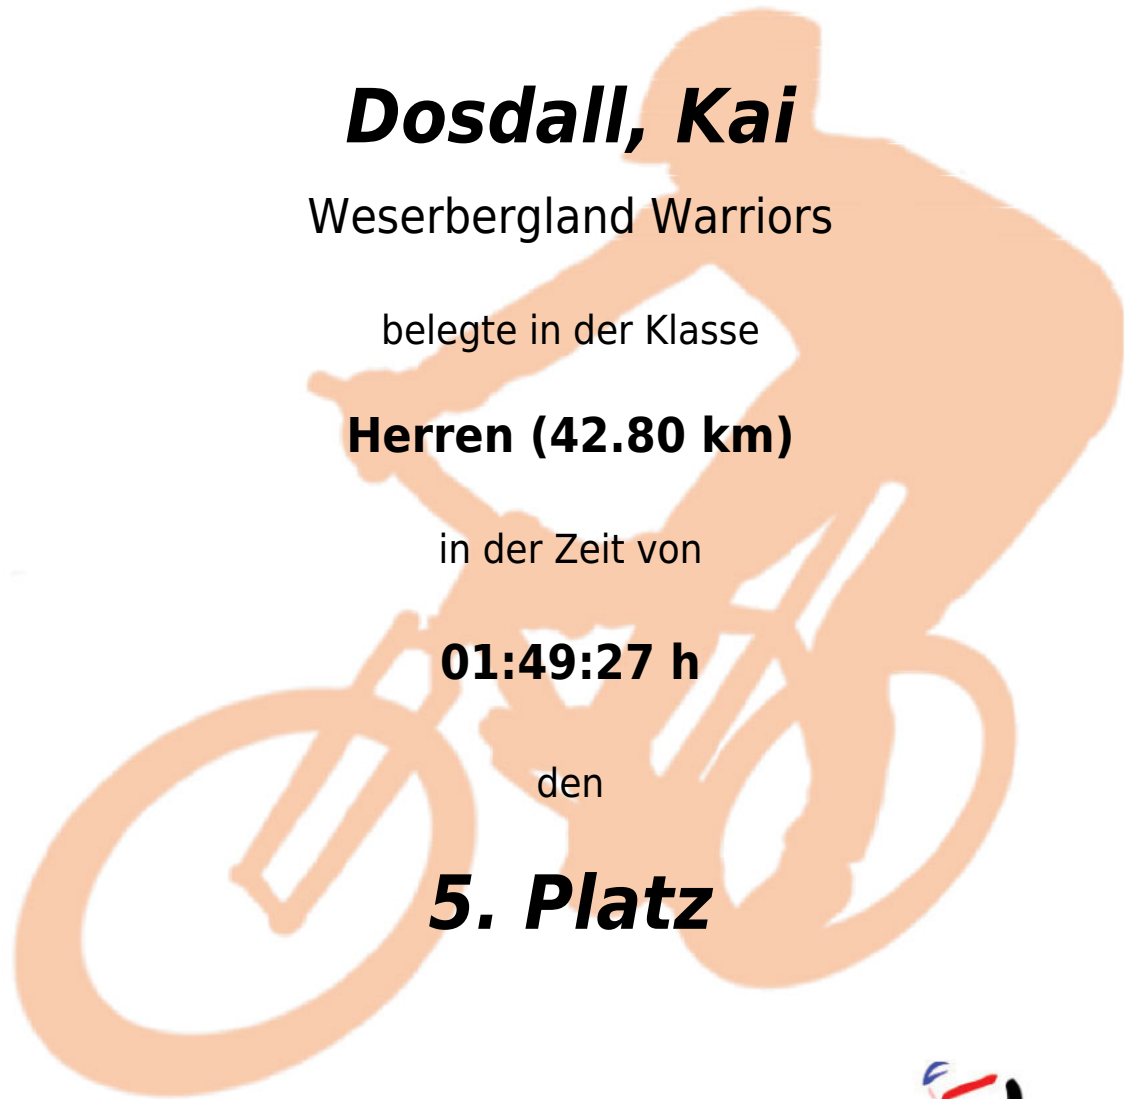 Dosdall, Kai
Weserbergland Warriors
belegte in der Klasse
Herren (42.80 km)
in der Zeit von
01:49:27 h
den
5. Platz